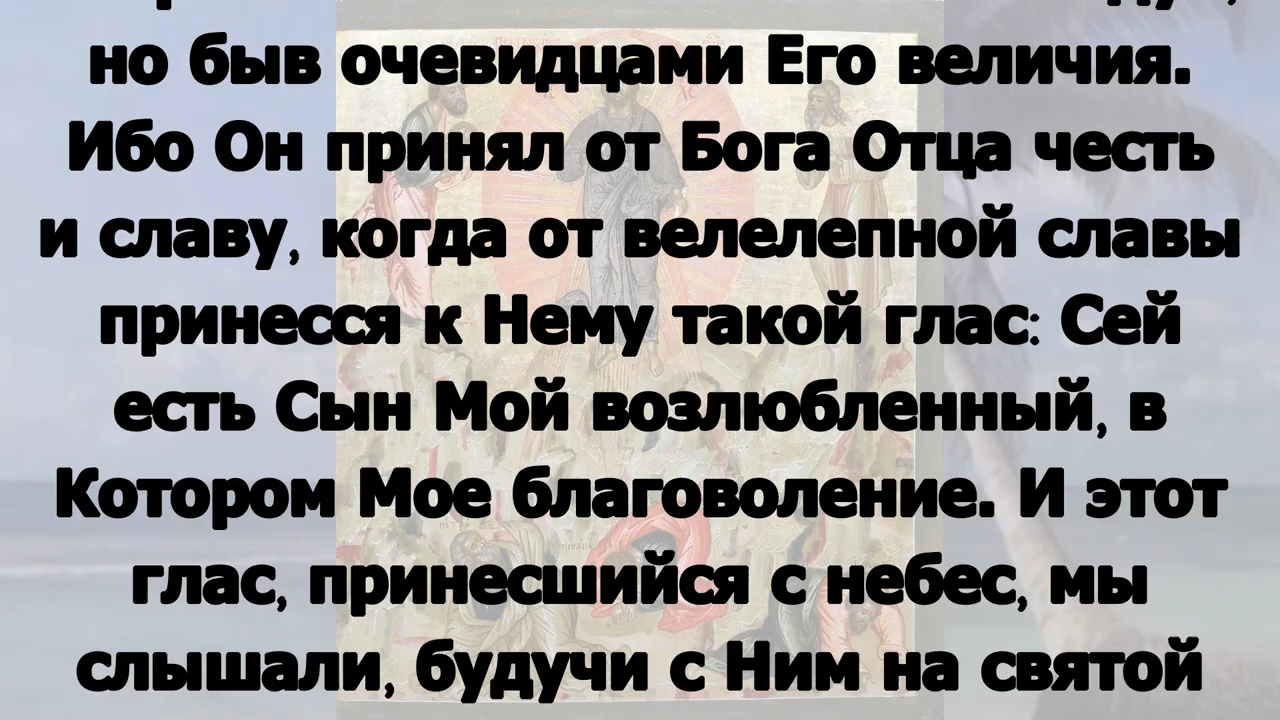 но быв очевидцами Его величия.
Ибо Он принял от Бога Отца честь
и славу, когда от велелепной славы
принесся к Нему такой глас: Сей
есть Сын Мой возлюбленный, в
Котором Мое благоволение. И этот
глас, принесшийся с небес, мы
слышали, будучи с Ним на святой